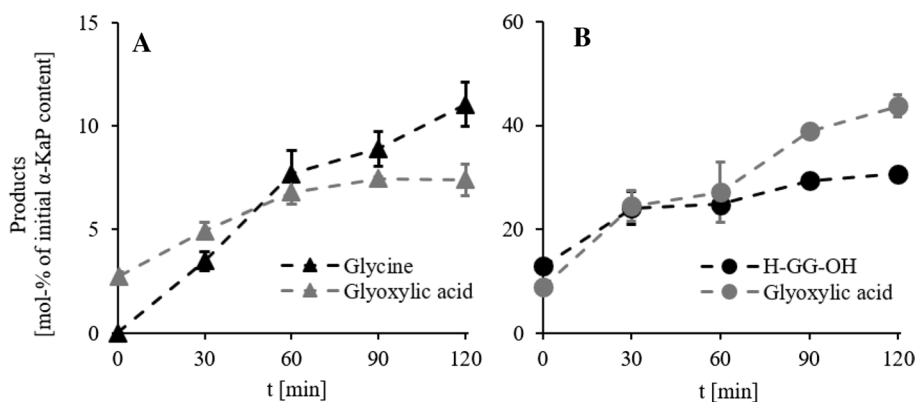 Products
[mol-% of initial α-KaP content]
A
15
10
5
0
0 30 60 90 120
t [min]
Glycine
Glyoxylic acid
B
60
40
20
0
0 30 60 90 120
t [min]
H-GG-OH
Glyoxylic acid